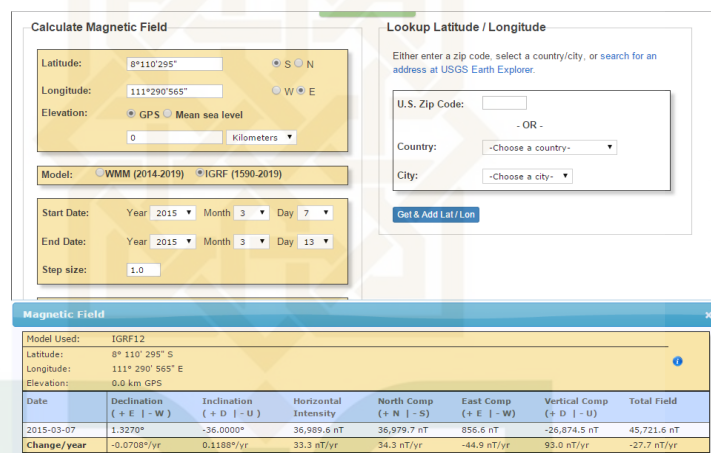 Calculate Magnetic Field
Latitude: 8°110'295" S N
Longitude: 111°290'565" W E
Elevation: GPS Mean sea level
0 Kilometers
Model: WMM (2014-2019) IGRF (1590-2019)
Start Date: Year 2015 Month 3 Day 7
End Date: Year 2015 Month 3 Day 13
Step size: 1.0
Lookup Latitude / Longitude
Either enter a zip code, select a country/city, or search for an
address at USGS Earth Explorer.
U.S. Zip Code:
- OR -
Country: -Choose a country-
City: -Choose a city-
Get & Add Lat / Lon
Magnetic Field x
Model Used: IGRF12
Latitude: 8° 110' 295" S
Longitude: 111° 290' 565" E
Elevation: 0.0 km GPS
Date Declination Inclination Horizontal North Comp East Comp Vertical Comp Total Field
( + E | - W ) ( + D | - U ) Intensity (+ N | - S) (+ E | - W) (+ D | - U)
2015-03-07 1.3270° -36.0000° 36,989.6 nT 36,979.7 nT 856.6 nT -26,874.5 nT 45,721.6 nT
Change/year -0.0708°/yr 0.1188°/yr 33.3 nT/yr 34.3 nT/yr -44.9 nT/yr 93.0 nT/yr -27.7 nT/yr